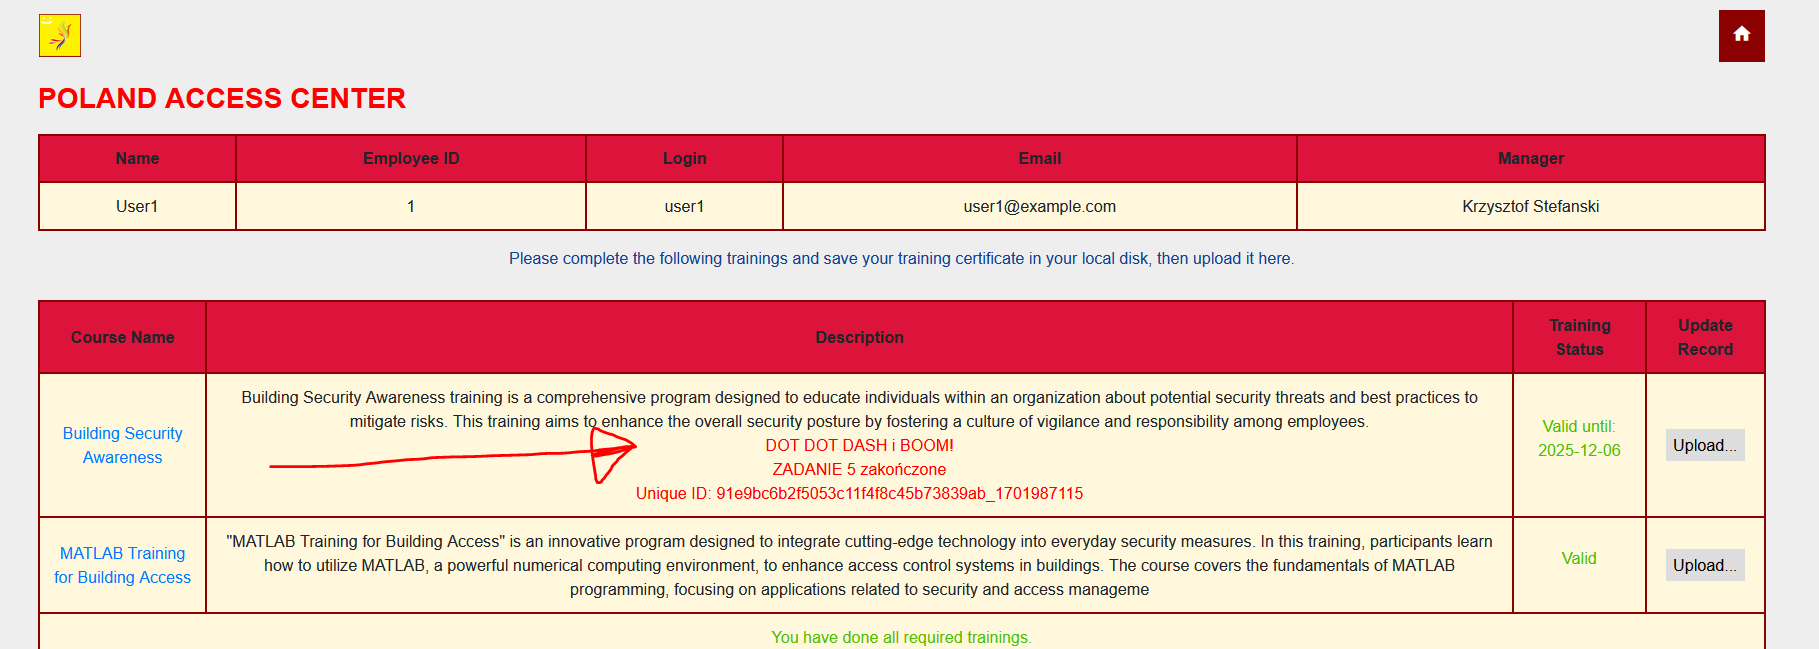 POLAND ACCESS CENTER
Name Employee ID Login Email Manager
User1 1 user1 user1@example.com Krzysztof Stefanski
Please complete the following trainings and save your training certificate in your local disk, then upload it here.
Course Name Description Training Status Update Record
Building Security Awareness
Building Security Awareness training is a comprehensive program designed to educate individuals within an organization about potential security threats and best practices to
mitigate risks. This training aims to enhance the overall security posture by fostering a culture of vigilance and responsibility among employees.
DOT DOT DASH i BOOM!
ZADANIE 5 zakończone
Unique ID: 91e9bc6b2f5053c11f4f8c45b73839ab_1701987115
Valid until:
2025-12-06
Upload...
MATLAB Training
for Building Access
"MATLAB Training for Building Access" is an innovative program designed to integrate cutting-edge technology into everyday security measures. In this training, participants learn
how to utilize MATLAB, a powerful numerical computing environment, to enhance access control systems in buildings. The course covers the fundamentals of MATLAB
programming, focusing on applications related to security and access manageme
Valid
Upload...
You have done all required trainings.